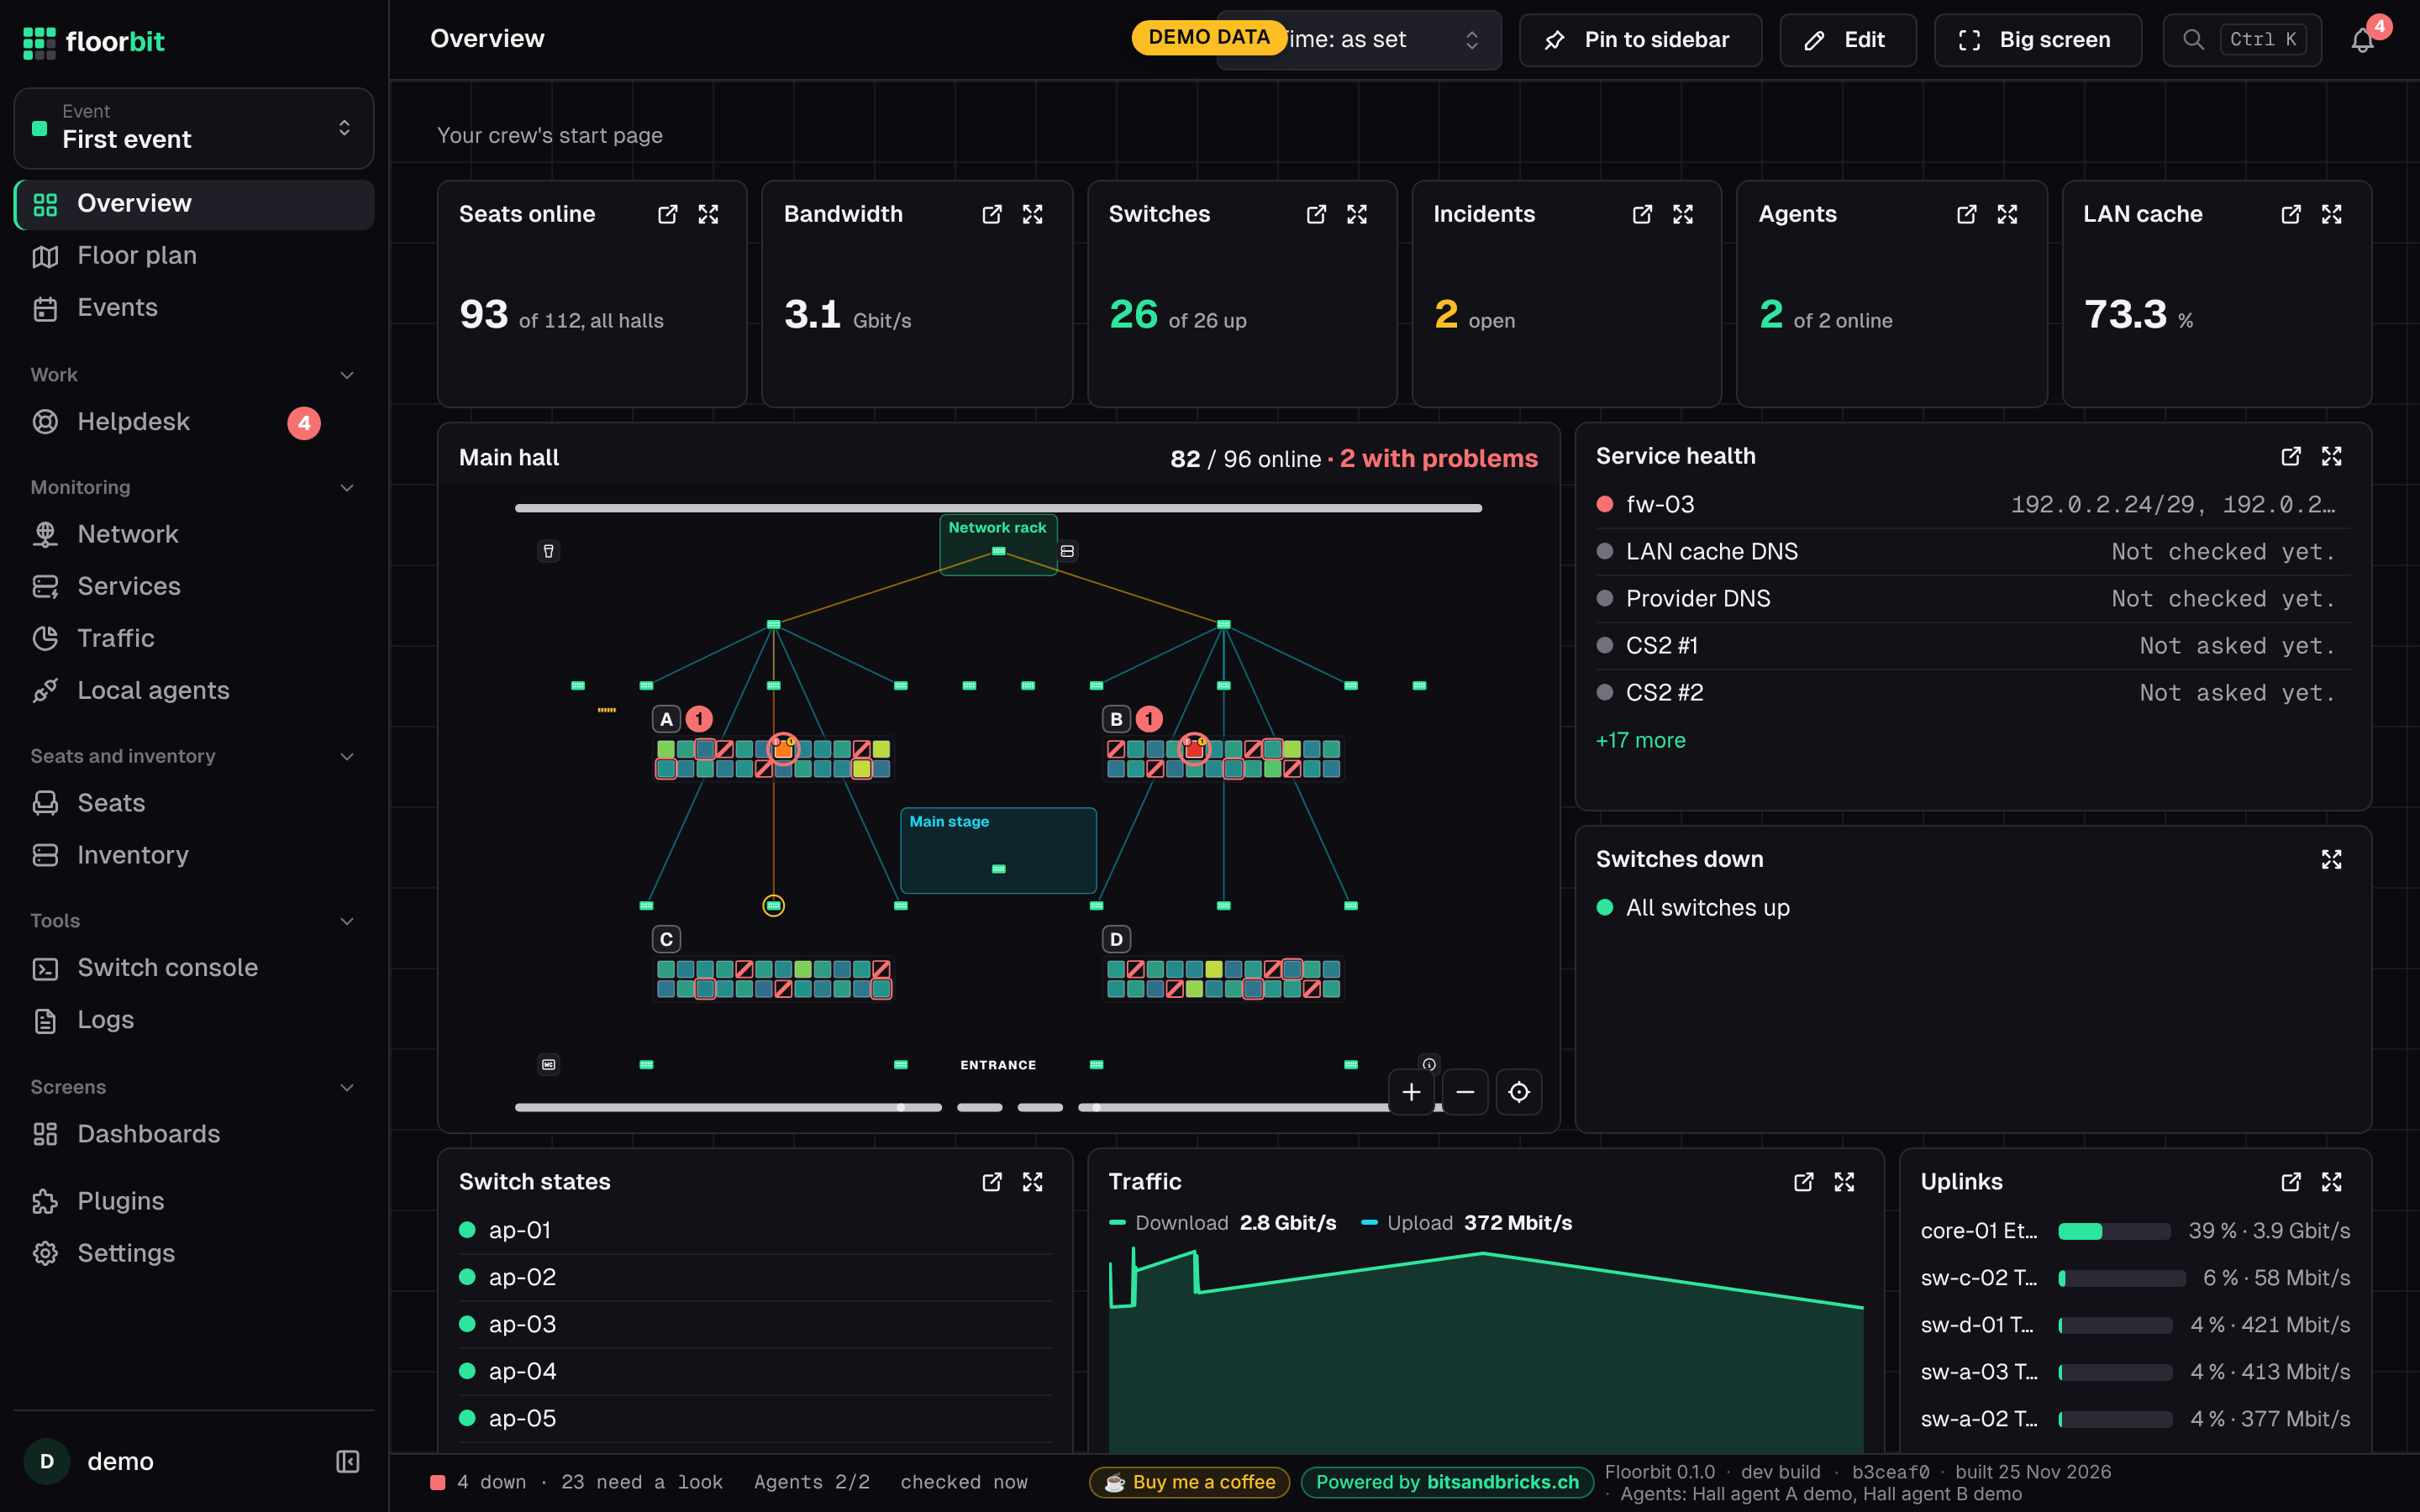 floorbit
Event
First event
Overview
Floor plan
Events
Work
Helpdesk 4
Monitoring
Network
Services
Traffic
Local agents
Seats and inventory
Seats
Inventory
Tools
Switch console
Logs
Screens
Dashboards
Plugins
Settings
D demo
Overview
DEMO DATA
ime: as set
Pin to sidebar
Edit
Big screen
Ctrl K
4
Your crew's start page
Seats online
93 of 112, all halls
Bandwidth
3.1 Gbit/s
Switches
26 of 26 up
Incidents
2 open
Agents
2 of 2 online
LAN cache
73.3 %
Main hall
82 / 96 online · 2 with problems
Network rack
A 1
B 1
Main stage
C
D
WC
ENTRANCE
Service health
fw-03 192.0.2.24/29, 192.0.2…
LAN cache DNS Not checked yet.
Provider DNS Not checked yet.
CS2 #1 Not asked yet.
CS2 #2 Not asked yet.
+17 more
Switches down
All switches up
Switch states
ap-01
ap-02
ap-03
ap-04
ap-05
Traffic
Download 2.8 Gbit/s Upload 372 Mbit/s
Uplinks
core-01 Et… 39 % · 3.9 Gbit/s
sw-c-02 T… 6 % · 58 Mbit/s
sw-d-01 T… 4 % · 421 Mbit/s
sw-a-03 T… 4 % · 413 Mbit/s
sw-a-02 T… 4 % · 377 Mbit/s
4 down · 23 need a look Agents 2/2 checked now
☕ Buy me a coffee
Powered by bitsandbricks.ch
Floorbit 0.1.0 · dev build · b3ceaf0 · built 25 Nov 2026
· Agents: Hall agent A demo, Hall agent B demo